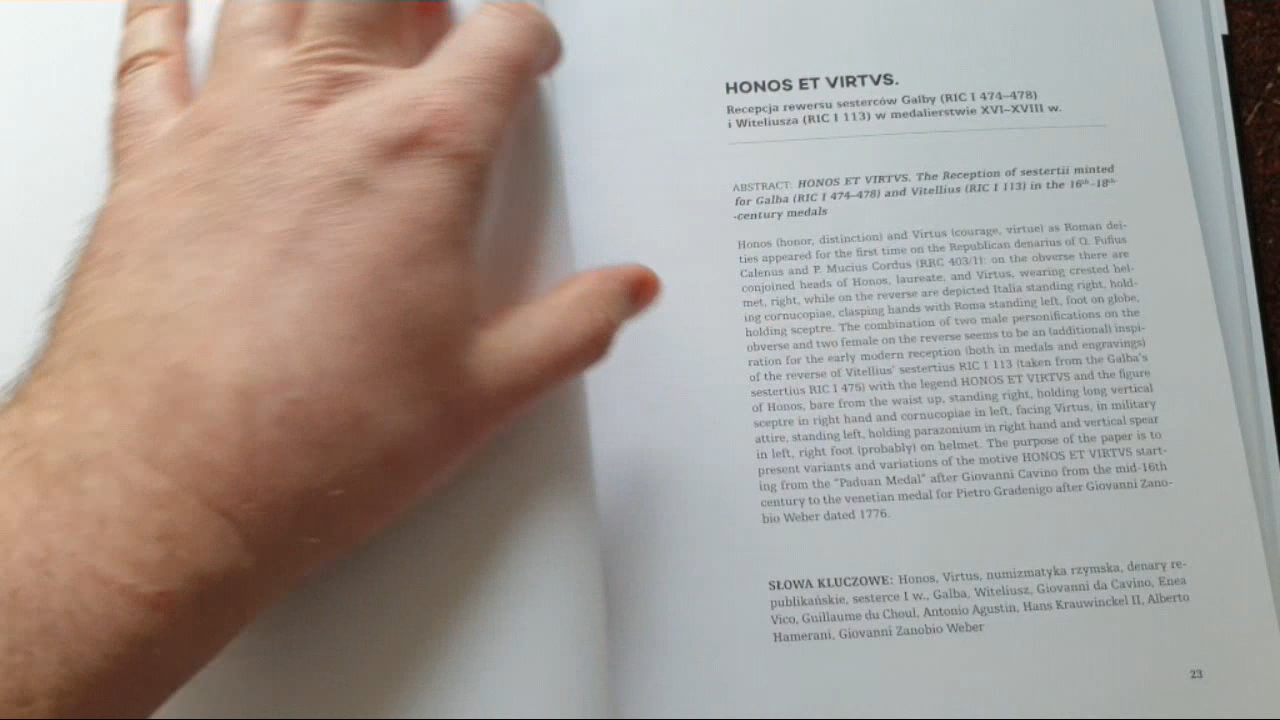 HONOS ET VIRTVS.
Recepcja rewersu sesterców Galby (RIC I 474–478)
i Witeliusza (RIC I 113) w medalierstwie XVI–XVIII w.
ABSTRACT: HONOS ET VIRTVS. The Reception of sestertii minted
for Galba (RIC I 474–478) and Vitellius (RIC I 113) in the 16th–18th-
-century medals
Honos (honor, distinction) and Virtus (courage, virtue) as Roman dei-
ties appeared for the first time on the Republican denarius of Q. Fufius
Calenus and P. Mucius Cordus (RRC 403/1): on the obverse there are
conjoined heads of Honos, laureate, and Virtus, wearing crested hel-
met, right, while on the reverse are depicted Italia standing right, hold-
ing cornucopiae, clasping hands with Roma standing left, foot on globe,
holding sceptre. The combination of two male personifications on the
obverse and two female on the reverse seems to be an (additional) inspi-
ration for the early modern reception (both in medals and engravings)
of the reverse of Vitellius' sestertius RIC I 113 (taken from the Galba's
sestertius RIC I 475) with the legend HONOS ET VIRTVS and the figure
of Honos, bare from the waist up, standing right, holding long vertical
sceptre in right hand and cornucopiae in left, facing Virtus, in military
attire, standing left, holding parazonium in right hand and vertical spear
in left, right foot (probably) on helmet. The purpose of the paper is to
present variants and variations of the motive HONOS ET VIRTVS start-
ing from the "Paduan Medal" after Giovanni Cavino from the mid-16th
century to the venetian medal for Pietro Gradenigo after Giovanni Zano-
bio Weber dated 1776.
SŁOWA KLUCZOWE: Honos, Virtus, numizmatyka rzymska, denary re-
publikańskie, sesterce I w., Galba, Witeliusz, Giovanni da Cavino, Enea
Vico, Guillaume du Choul, Antonio Agustin, Hans Krauwinckel II, Alberto
Hamerani, Giovanni Zanobio Weber
23